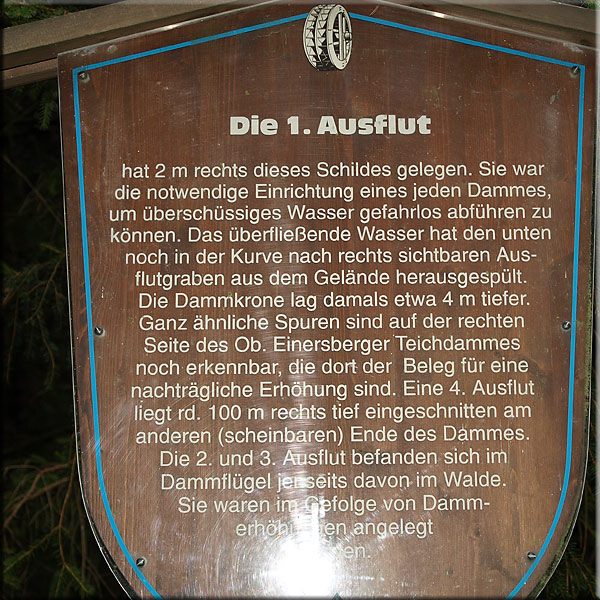 Die 1. Ausflut
hat 2 m rechts dieses Schildes gelegen. Sie war
die notwendige Einrichtung eines jeden Dammes,
um überschüssiges Wasser gefahrlos abführen zu
können. Das überfließende Wasser hat den unten
noch in der Kurve nach rechts sichtbaren Aus-
flutgraben aus dem Gelände herausgespült.
Die Dammkrone lag damals etwa 4 m tiefer.
Ganz ähnliche Spuren sind auf der rechten
Seite des Ob. Einersberger Teichdammes
noch erkennbar, die dort der Beleg für eine
nachträgliche Erhöhung sind. Eine 4. Ausflut
liegt rd. 100 m rechts tief eingeschnitten am
anderen (scheinbaren) Ende des Dammes.
Die 2. und 3. Ausflut befanden sich im
Dammflügel jenseits davon im Walde.
Sie waren im Gefolge von Damm-
erhöhungen angelegt